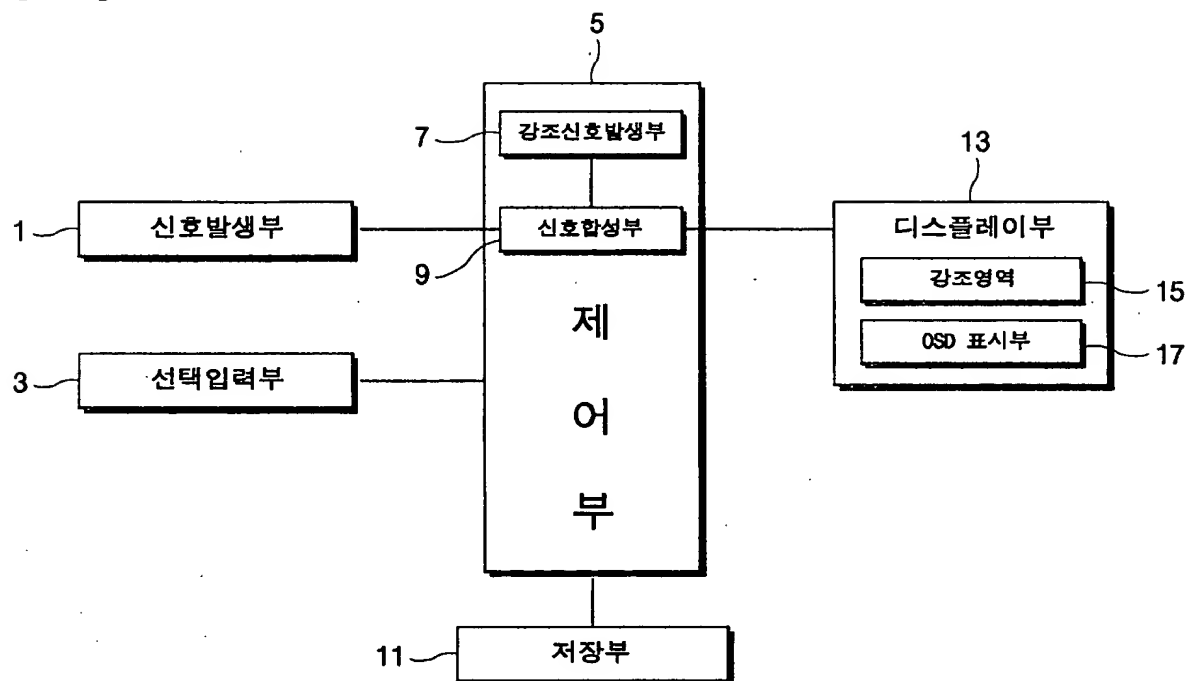 5
7
강조신호발생부
13
1
신호발생부
신호합성부
디스플레이부
9
강조영역
15
제
어
부
OSD 표시부
17
3
선택입력부
11
저장부